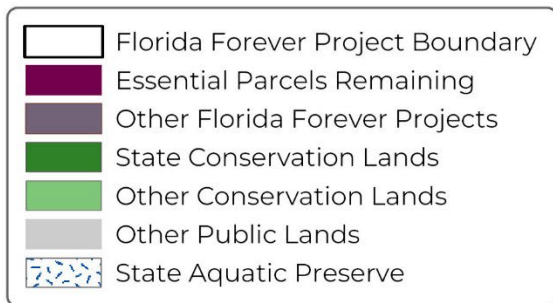 Florida Forever Project Boundary
Essential Parcels Remaining
Other Florida Forever Projects
State Conservation Lands
Other Conservation Lands
Other Public Lands
State Aquatic Preserve